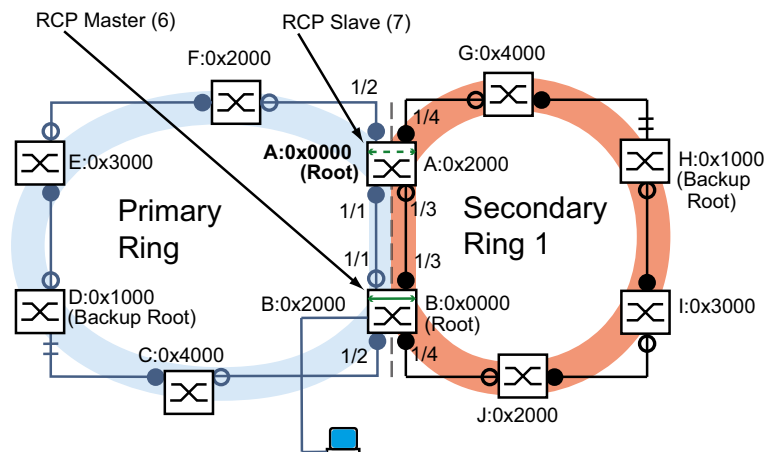 RCP Master (6)
RCP Slave (7)
F:0x2000
G:0x4000
1/2
1/4
E:0x3000
A:0x0000
(Root)
A:0x2000
H:0x1000
(Backup
Root)
Primary
Ring
1/1
1/3
Secondary
Ring 1
1/1
1/3
D:0x1000
(Backup Root)
B:0x2000
B:0x0000
(Root)
I:0x3000
C:0x4000
1/2
1/4
J:0x2000